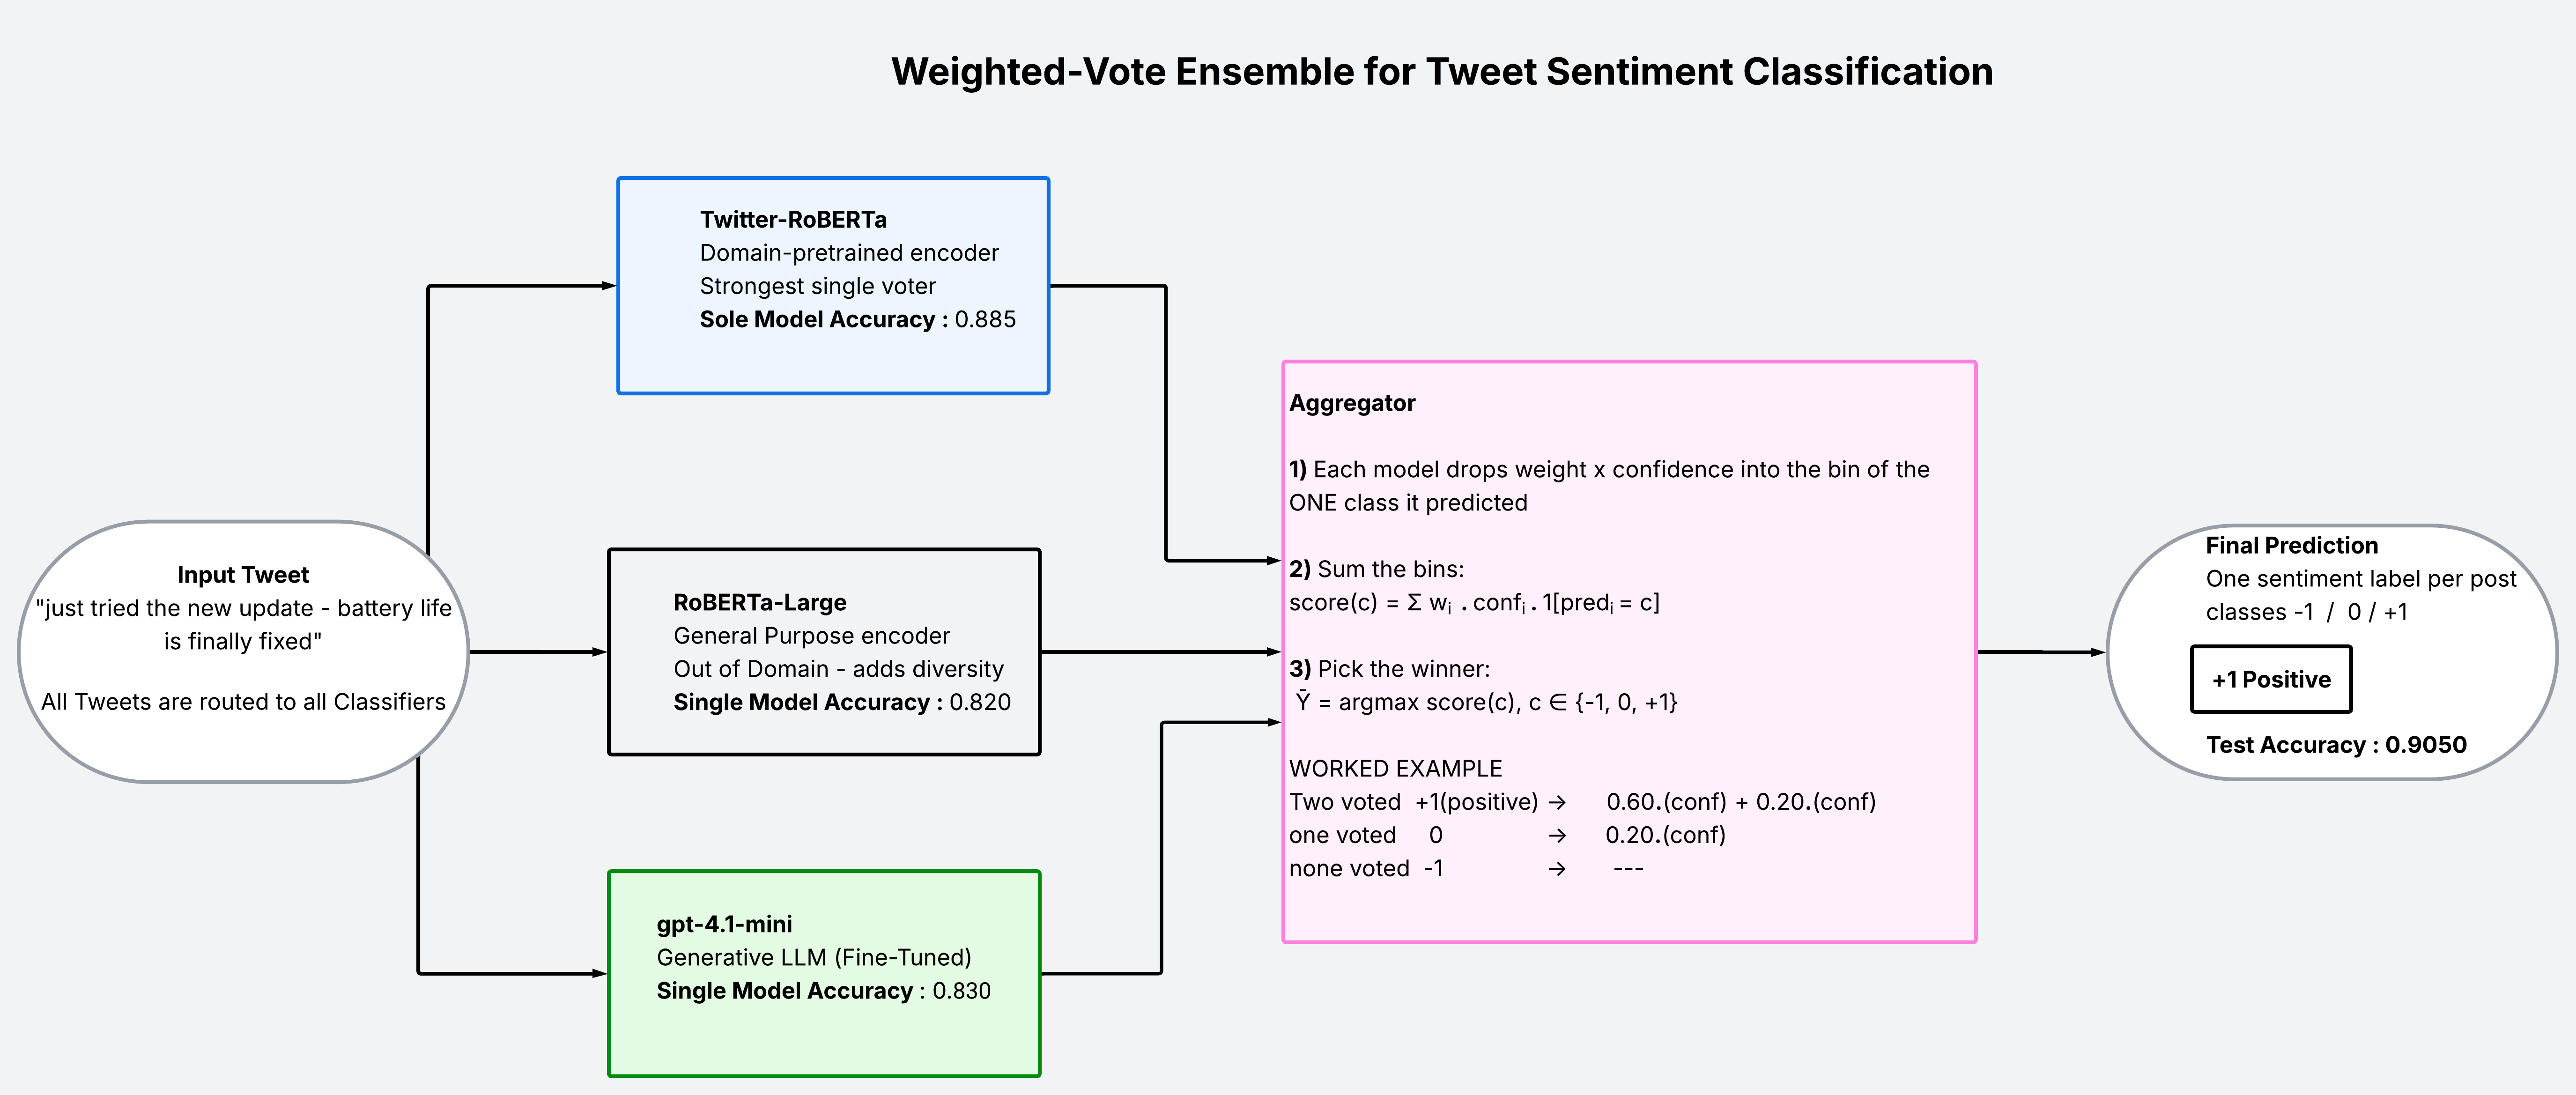 Weighted-Vote Ensemble for Tweet Sentiment Classification
Input Tweet
"just tried the new update - battery life
is finally fixed"
All Tweets are routed to all Classifiers
Twitter-RoBERTa
Domain-pretrained encoder
Strongest single voter
Sole Model Accuracy : 0.885
RoBERTa-Large
General Purpose encoder
Out of Domain - adds diversity
Single Model Accuracy : 0.820
gpt-4.1-mini
Generative LLM (Fine-Tuned)
Single Model Accuracy : 0.830
Aggregator
1) Each model drops weight x confidence into the bin of the
ONE class it predicted
2) Sum the bins:
score(c) = Σ wᵢ . confᵢ . 1[predᵢ = c]
3) Pick the winner:
Ȳ = argmax score(c), c ∈ {-1, 0, +1}
WORKED EXAMPLE
Two voted +1(positive) → 0.60.(conf) + 0.20.(conf)
one voted 0 → 0.20.(conf)
none voted -1 → ---
Final Prediction
One sentiment label per post
classes -1 / 0 / +1
+1 Positive
Test Accuracy : 0.9050